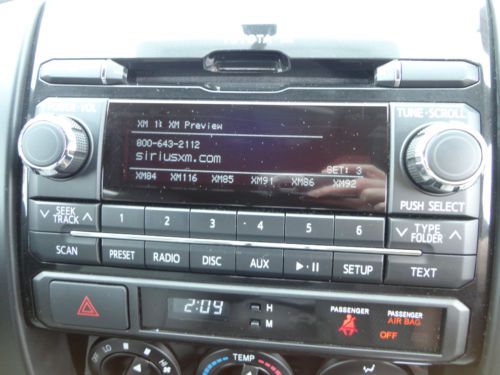 POWER·VOL
TUNE·SCROLL
XM 1: XM Preview
800-643-2112
siriusxm.com
SET: 3
XM84 XM116 XM85 XM91 XM86 XM92
PUSH SELECT
SEEK TRACK
1 2 3 4 5 6
TYPE FOLDER
SCAN PRESET RADIO DISC AUX SETUP TEXT
2:09
H
M
PASSENGER
PASSENGER
AIR BAG
OFF
LO
HI
TEMP